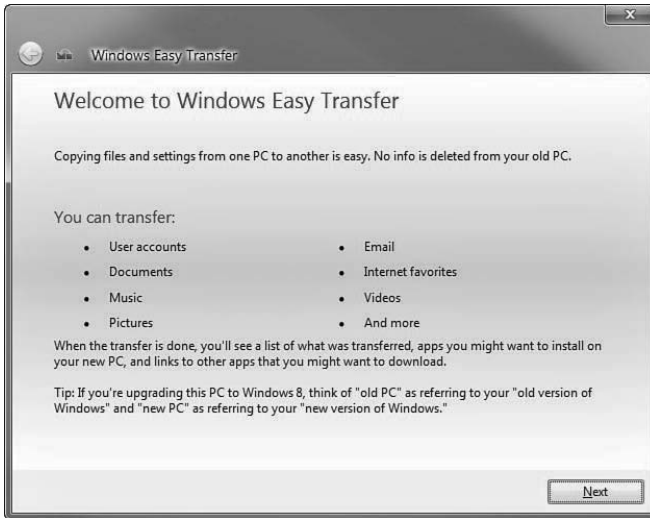 Windows Easy Transfer
Welcome to Windows Easy Transfer
Copying files and settings from one PC to another is easy. No info is deleted from your old PC.
You can transfer:
• User accounts
• Documents
• Music
• Pictures
• Email
• Internet favorites
• Videos
• And more
When the transfer is done, you'll see a list of what was transferred, apps you might want to install on
your new PC, and links to other apps that you might want to download.
Tip: If you're upgrading this PC to Windows 8, think of "old PC" as referring to your "old version of
Windows" and "new PC" as referring to your "new version of Windows."
Next